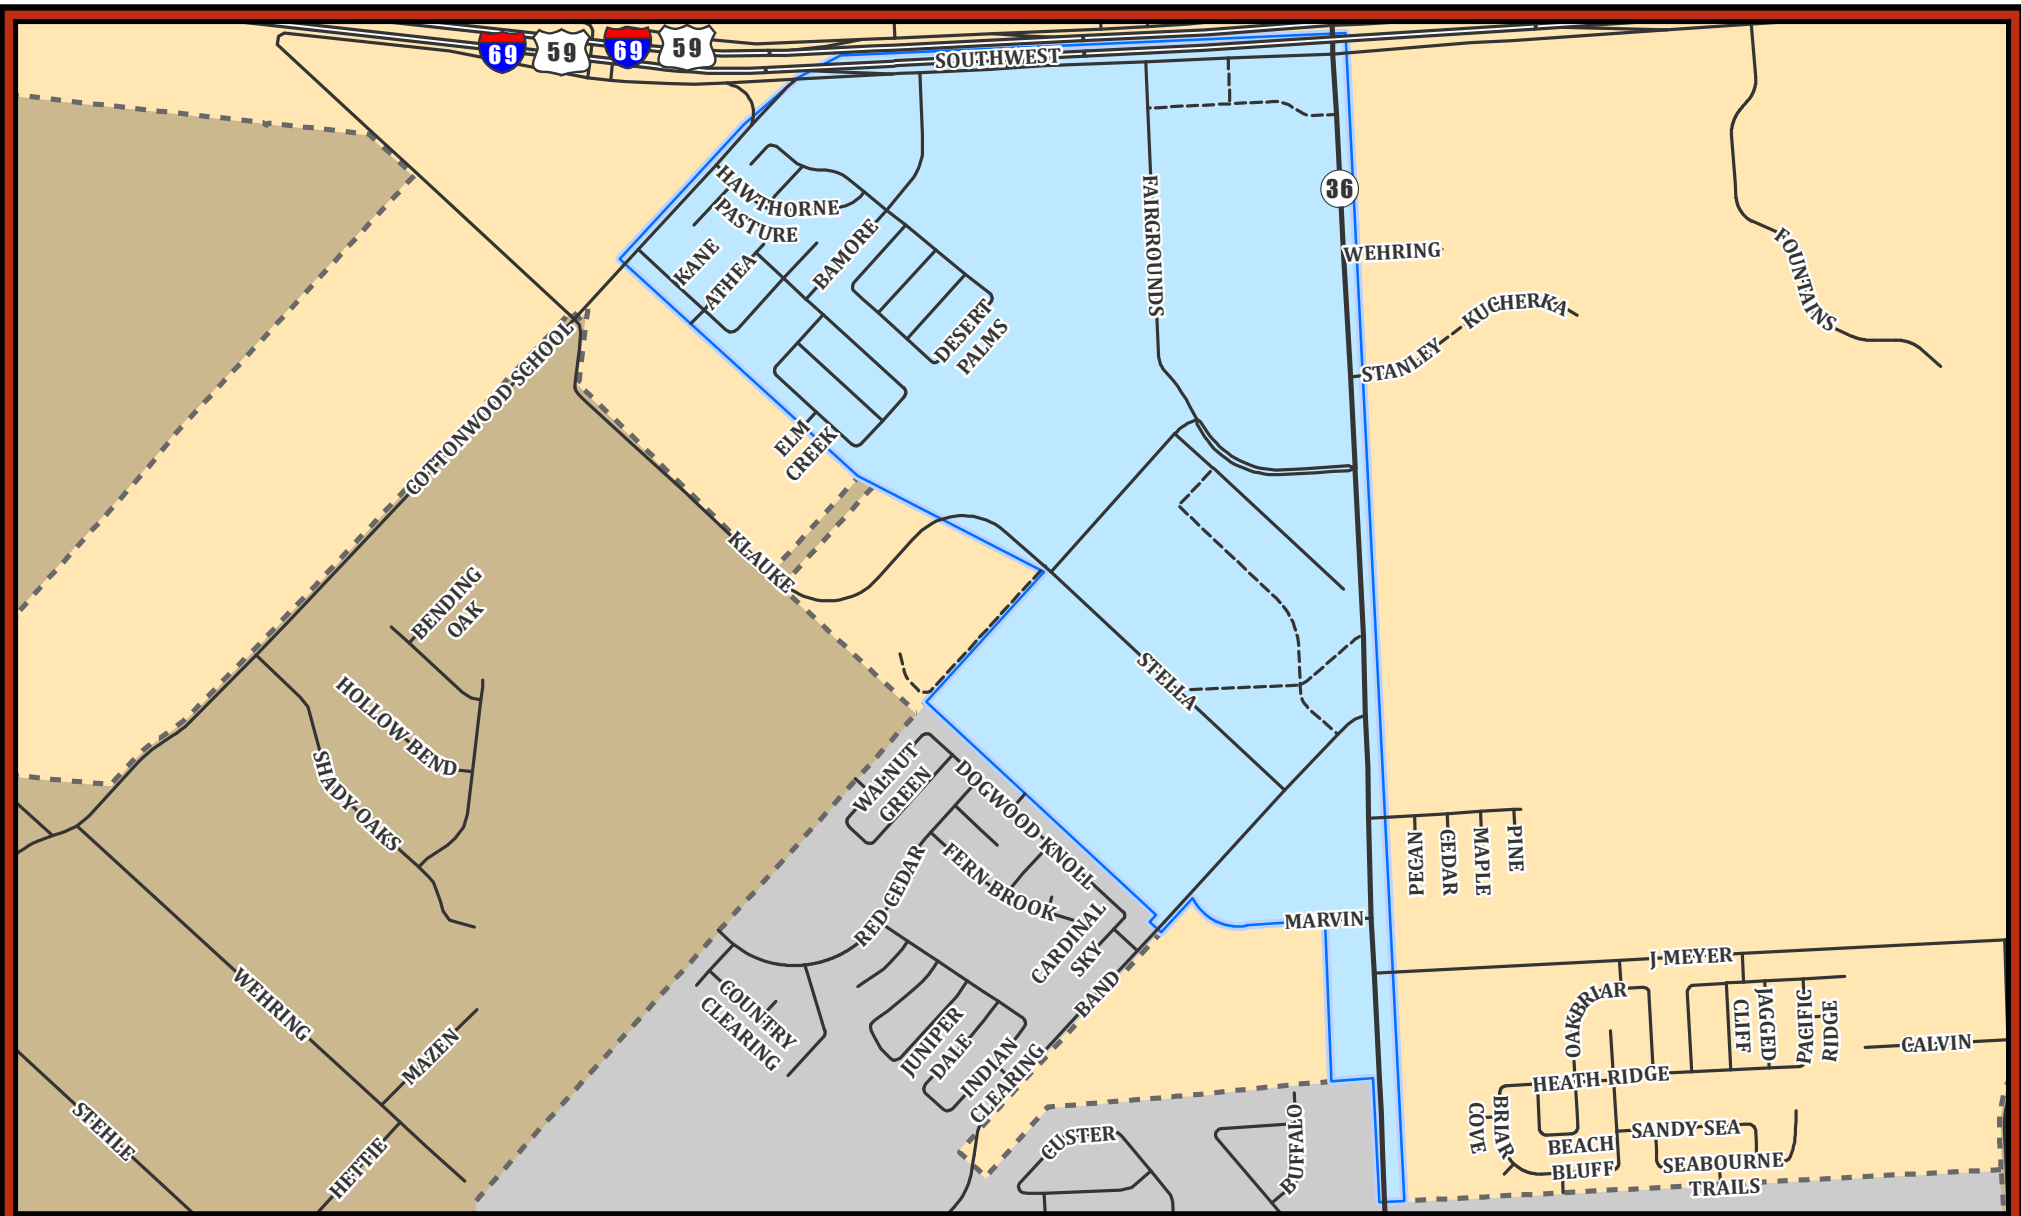 69
59
69
59
SOUTHWEST
36
HAWTHORNE
PASTURE
KANE
ATHEA
BAMORE
FAIRGROUNDS
WEHRING
FOUNTAINS
DESERT
PALMS
STANLEY
KUCHERKA
COTTONWOOD SCHOOL
ELM
CREEK
KLAUKE
BENDING
OAK
STELLA
HOLLOW BEND
SHADY OAKS
WALNUT
GREEN
DOGWOOD KNOLL
FERN BROOK
RED CEDAR
CARDINAL
SKY
PECAN
CEDAR
MAPLE
PINE
MARVIN
BAND
WEHRING
COUNTRY
CLEARING
JUNIPER
DALE
INDIAN
CLEARING
J MEYER
OAKBRIAR
CLIFF
JAGGED
PACIFIC
RIDGE
CALVIN
HEATH RIDGE
MAZEN
STEHLE
HETTIE
CUSTER
BUFFALO
COVE
BRIAR
BEACH
BLUFF
SANDY SEA
SEABOURNE
TRAILS